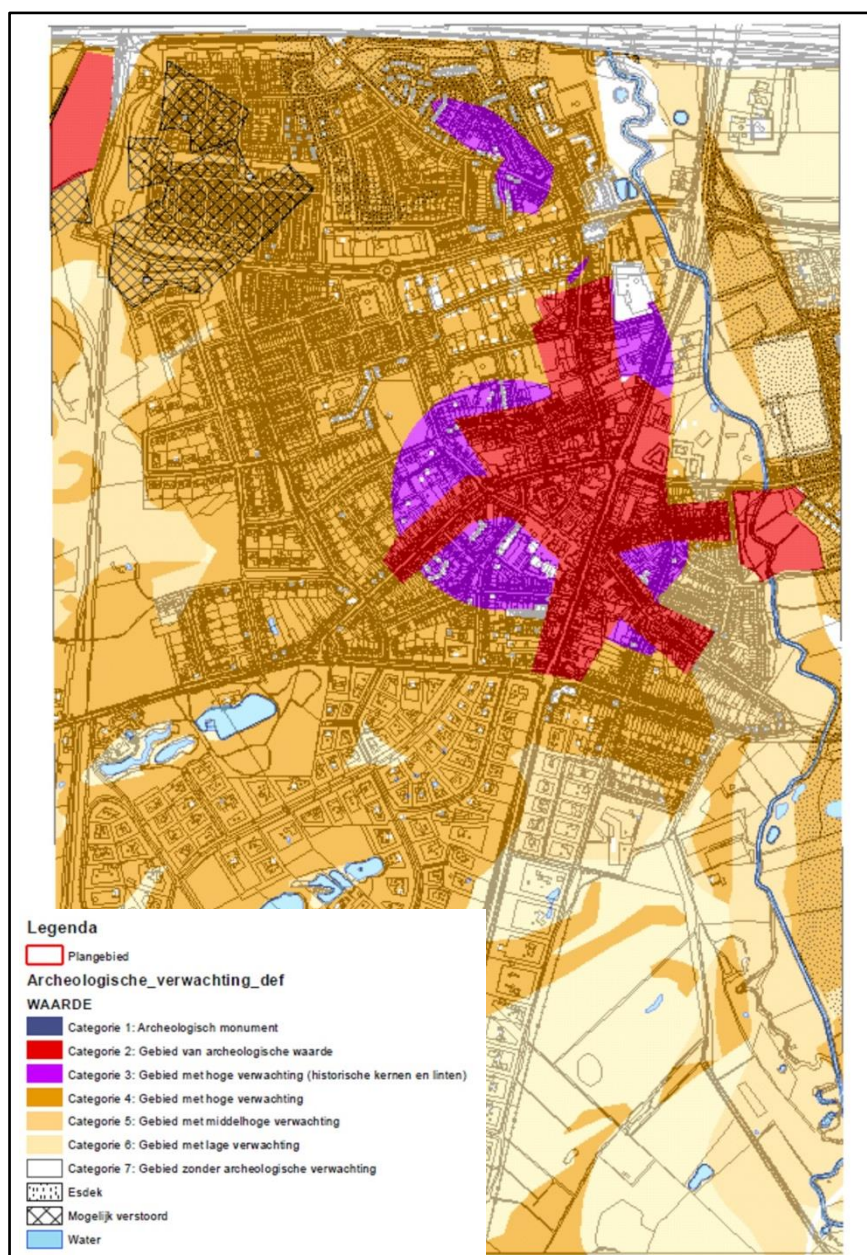 Legenda
Plangebied
Archeologische_verwachting_def
WAARDE
Categorie 1: Archeologisch monument
Categorie 2: Gebied van archeologische waarde
Categorie 3: Gebied met hoge verwachting (historische kernen en linten)
Categorie 4: Gebied met hoge verwachting
Categorie 5: Gebied met middelhoge verwachting
Categorie 6: Gebied met lage verwachting
Categorie 7: Gebied zonder archeologische verwachting
Esdek
Mogelijk verstoord
Water